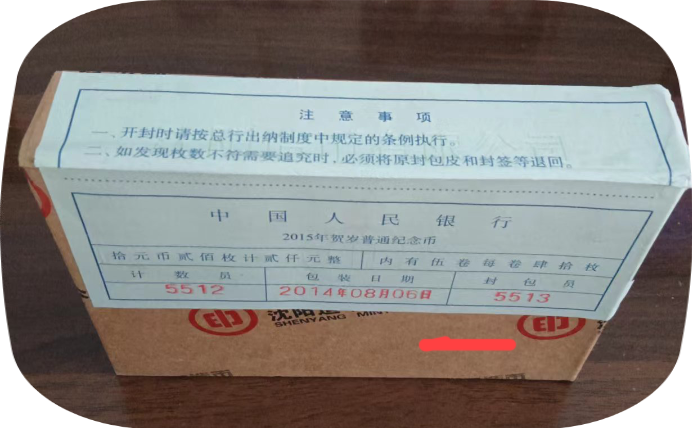 注意事项
一、开封时请按总行出纳制度中规定的条例执行
二、如发现枚数不符需要追究时，必须将原封包皮和封签等退回。
中国人民银行
2015年贺岁普通纪念币
拾元币贰佰枚计贰仟元整 内有伍卷每卷肆拾枚
计数员 包装日期 封包员
5512 2014年08月06日 5513
印 沈阳造 印
SHENYANG MIN